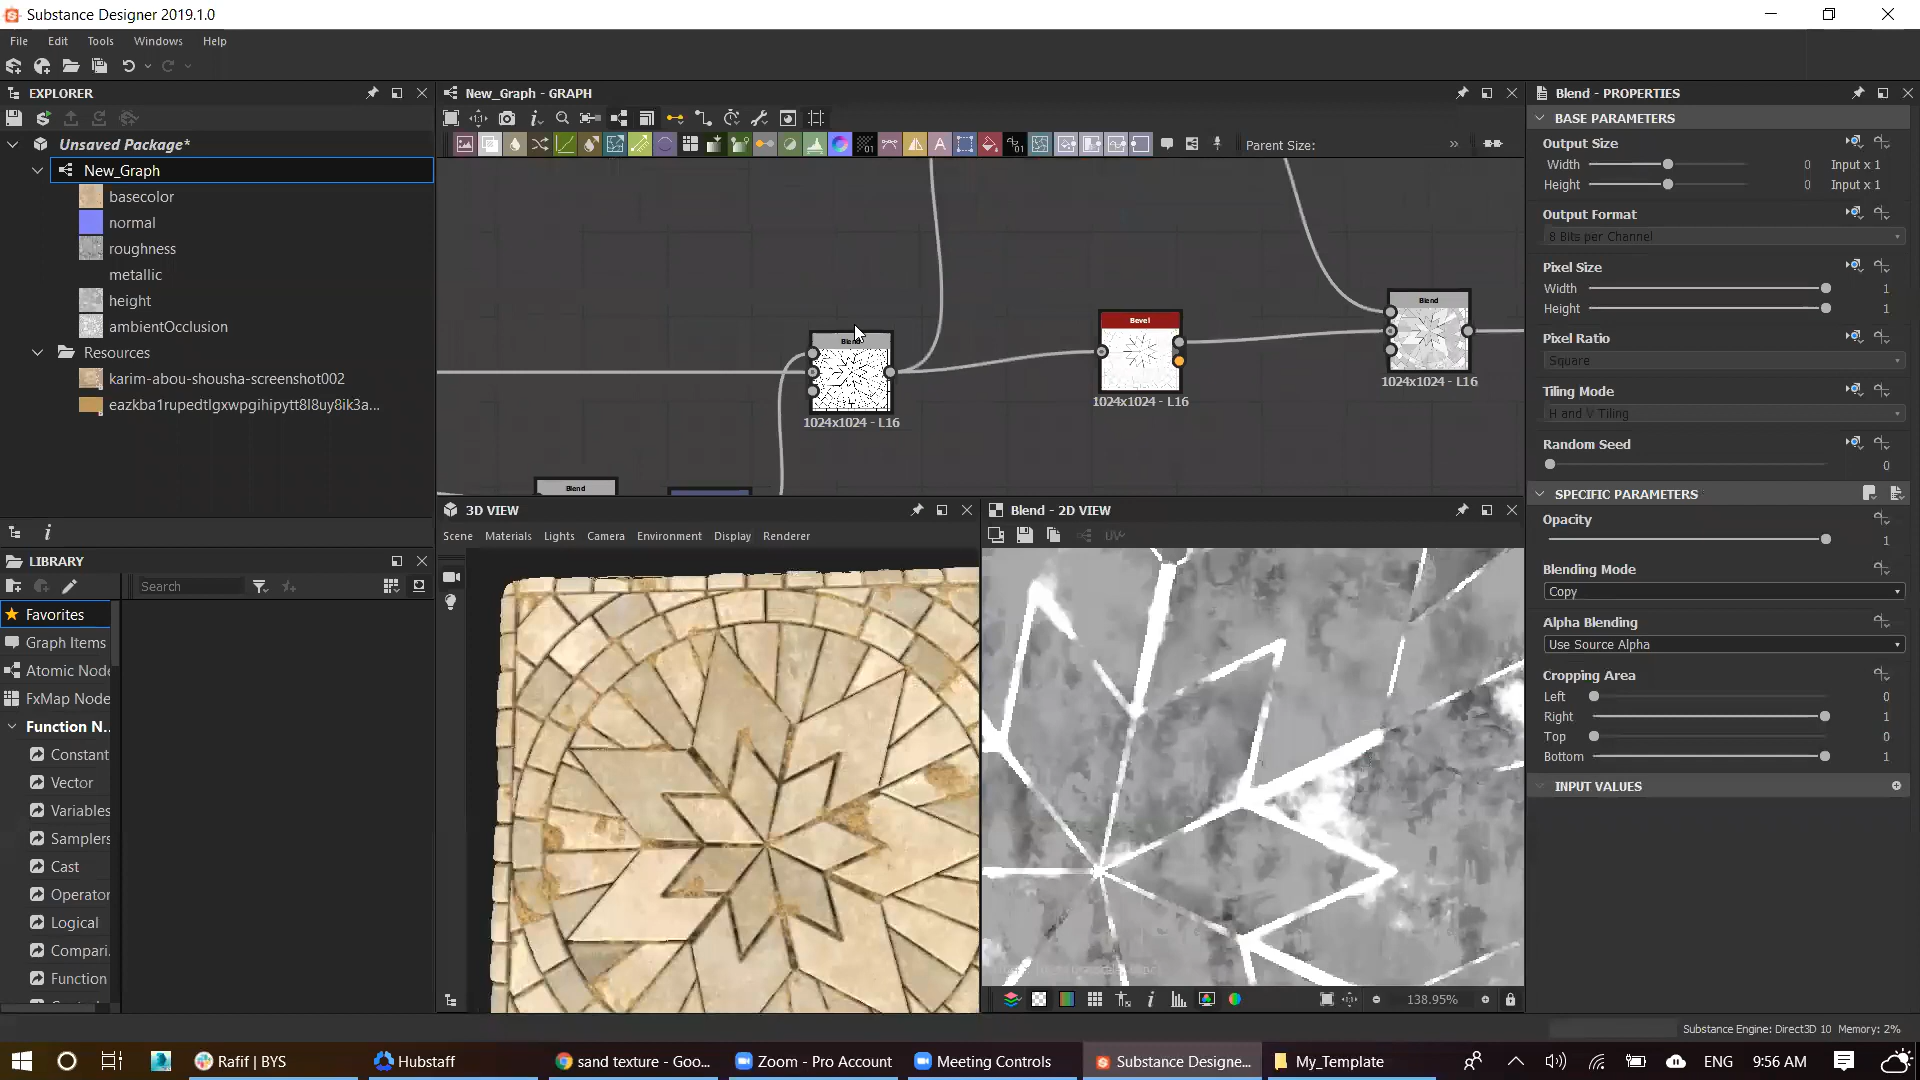 Substance Designer 2019.1.0
File Edit Tools Windows Help
EXPLORER
Unsaved Package*
New_Graph
basecolor
normal
roughness
metallic
height
ambientOcclusion
Resources
karim-abou-shousha-screenshot002
eazkba1rupedtlgxwpgihipytt8l8uy8ik3a...
LIBRARY
Search
Favorites
Graph Items
Atomic Node
FxMap Node
Function N..
Constant
Vector
Variables
Samplers
Cast
Operator
Logical
Compari.
Function
New_Graph - GRAPH
Parent Size:
Blend
1024x1024 - L16
Bevel
1024x1024 - L16
Blend
1024x1024 - L16
Blend
3D VIEW
Scene Materials Lights Camera Environment Display Renderer
Blend - 2D VIEW
UV
138.95%
Blend - PROPERTIES
BASE PARAMETERS
Output Size
Width 0 Input x 1
Height 0 Input x 1
Output Format
8 Bits per Channel
Pixel Size
Width 1
Height 1
Pixel Ratio
Square
Tiling Mode
H and V Tiling
Random Seed
0
SPECIFIC PARAMETERS
Opacity
1
Blending Mode
Copy
Alpha Blending
Use Source Alpha
Cropping Area
Left 0
Right 1
Top 0
Bottom 1
INPUT VALUES
Substance Engine: Direct3D 10 Memory: 2%
Rafif | BYS
Hubstaff
sand texture - Goo...
Zoom - Pro Account
Meeting Controls
Substance Designe...
My_Template
ENG
9:56 AM